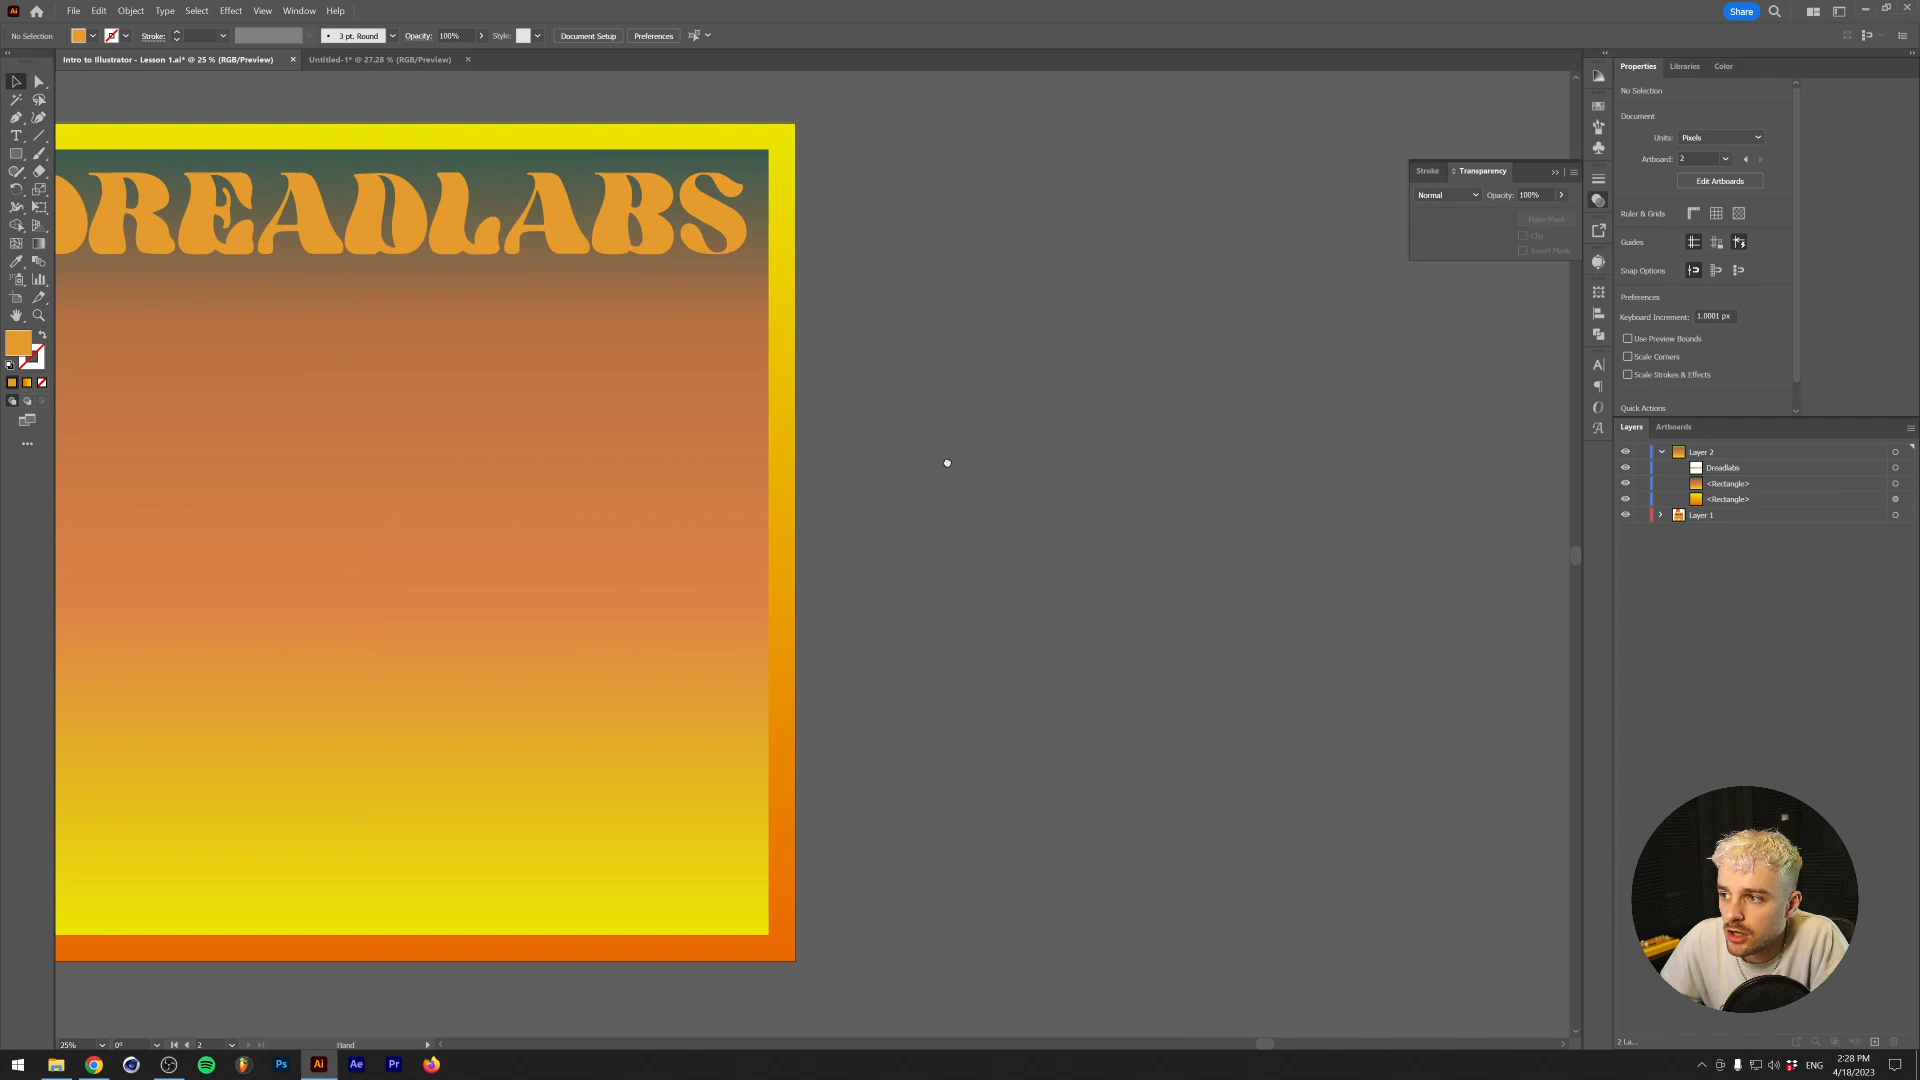 File Edit Object Type Select Effect View Window Help
Share
No Selection
Stroke:
3 pt. Round
Opacity: 100%
Style:
Document Setup
Preferences
Intro to Illustrator - Lesson 1.ai* @ 25 % (RGB/Preview)
Untitled-1* @ 27.28 % (RGB/Preview)
DREADLABS
Stroke
Transparency
Normal
Opacity: 100%
Make Mask
Clip
Invert Mask
Properties Libraries Color
No Selection
Document
Units: Pixels
Artboard: 2
Edit Artboards
Ruler & Grids
Guides
Snap Options
Preferences
Keyboard Increment: 1.0001 px
Use Preview Bounds
Scale Corners
Scale Strokes & Effects
Quick Actions
Layers Artboards
Layer 2
Dreadlabs
<Rectangle>
<Rectangle>
Layer 1
2 La...
25% 0° 2 Hand
Ps Ai Ae Pr
ENG
2:28 PM
4/18/2023